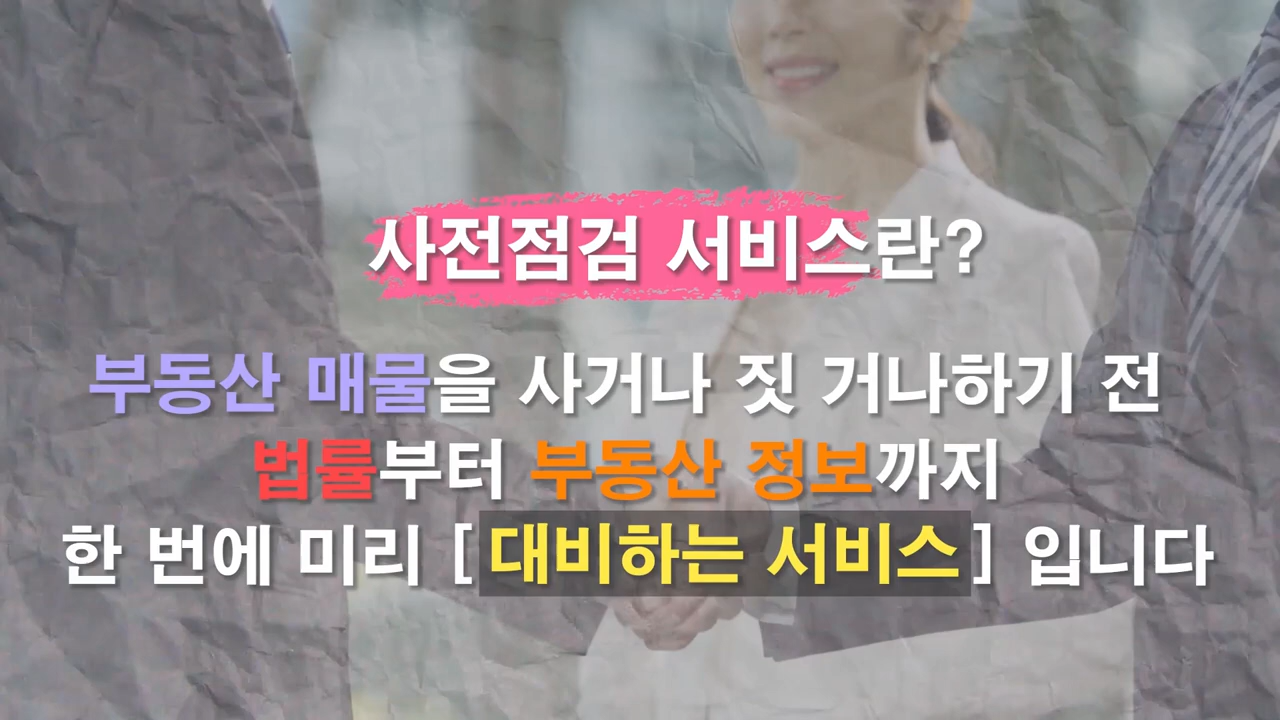 사전점검 서비스란?
부동산 매물을 사거나 짓 거나하기 전
법률부터 부동산 정보까지
한 번에 미리 [대비하는 서비스] 입니다